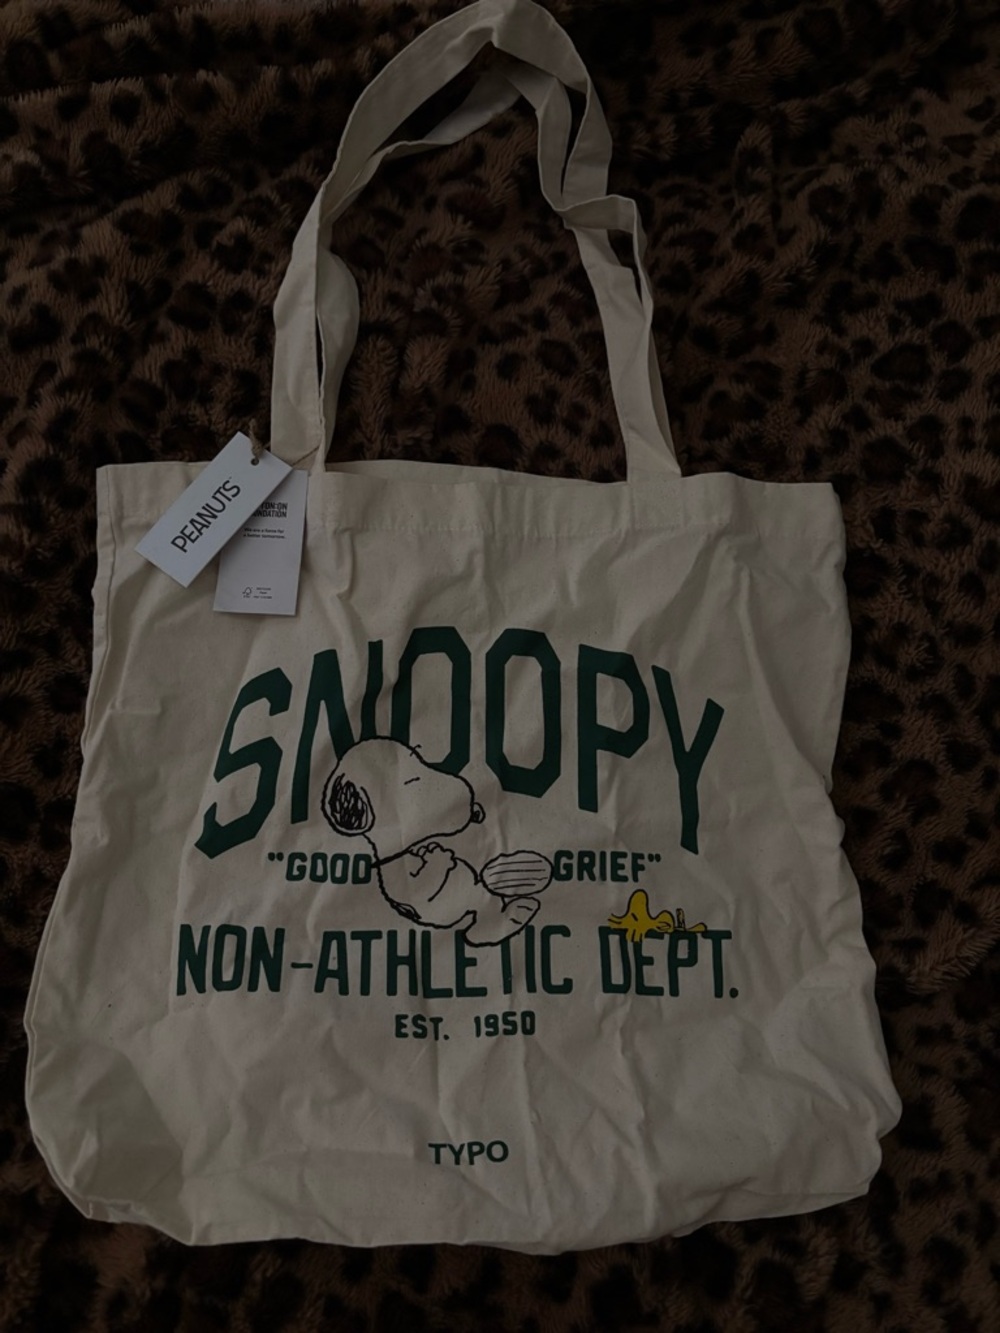 PEANUTS
SNOOPY
"GOOD GRIEF"
NON-ATHLETIC DEPT.
EST. 1950
TYPO